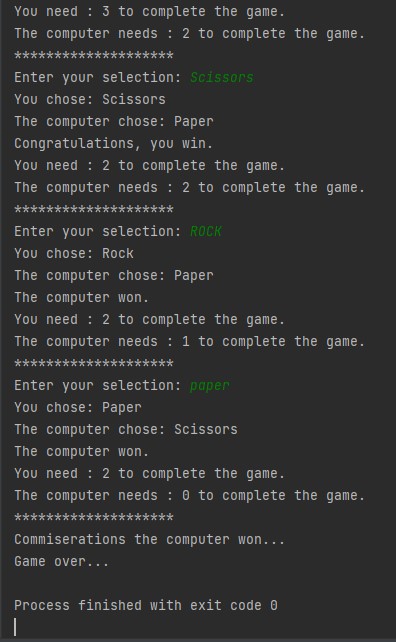 You need : 3 to complete the game.
The computer needs : 2 to complete the game.
********************
Enter your selection: Scissors
You chose: Scissors
The computer chose: Paper
Congratulations, you win.
You need : 2 to complete the game.
The computer needs : 2 to complete the game.
********************
Enter your selection: ROCK
You chose: Rock
The computer chose: Paper
The computer won.
You need : 2 to complete the game.
The computer needs : 1 to complete the game.
********************
Enter your selection: paper
You chose: Paper
The computer chose: Scissors
The computer won.
You need : 2 to complete the game.
The computer needs : 0 to complete the game.
********************
Commiserations the computer won...
Game over...
Process finished with exit code 0